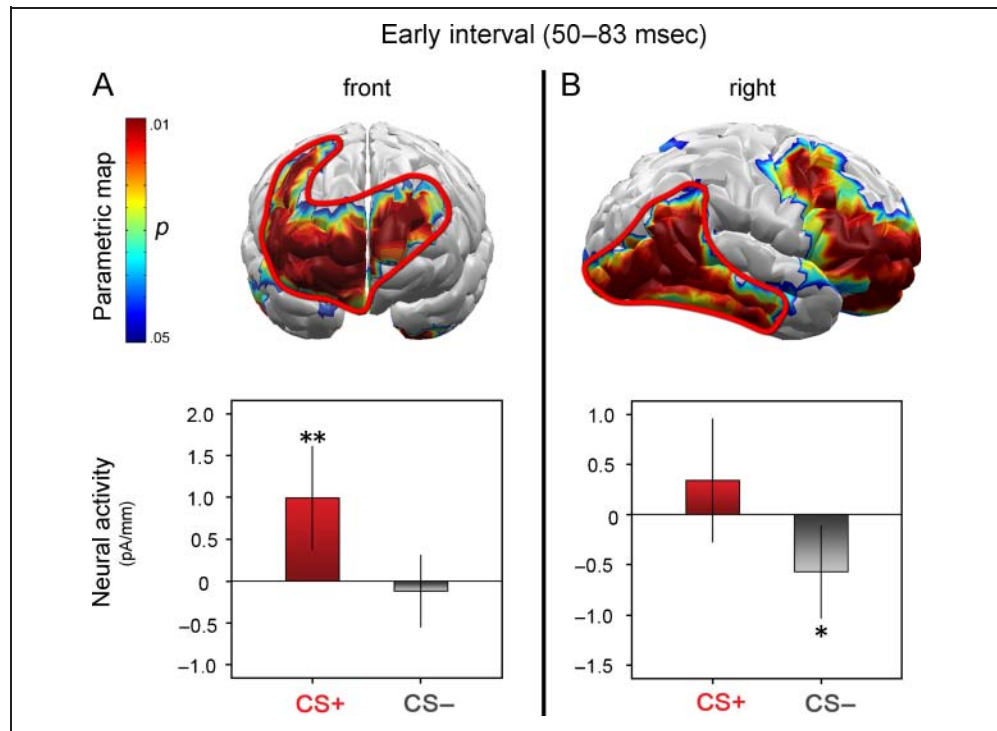 Early interval (50–83 msec)
A
front
B
right
Parametric map
.01
p
.05
Neural activity
(pA/mm)
2.0
1.5
1.0
0.5
0
−0.5
−1.0
**
CS+
CS−
1.0
0.5
0
−0.5
−1.0
−1.5
*
CS+
CS−